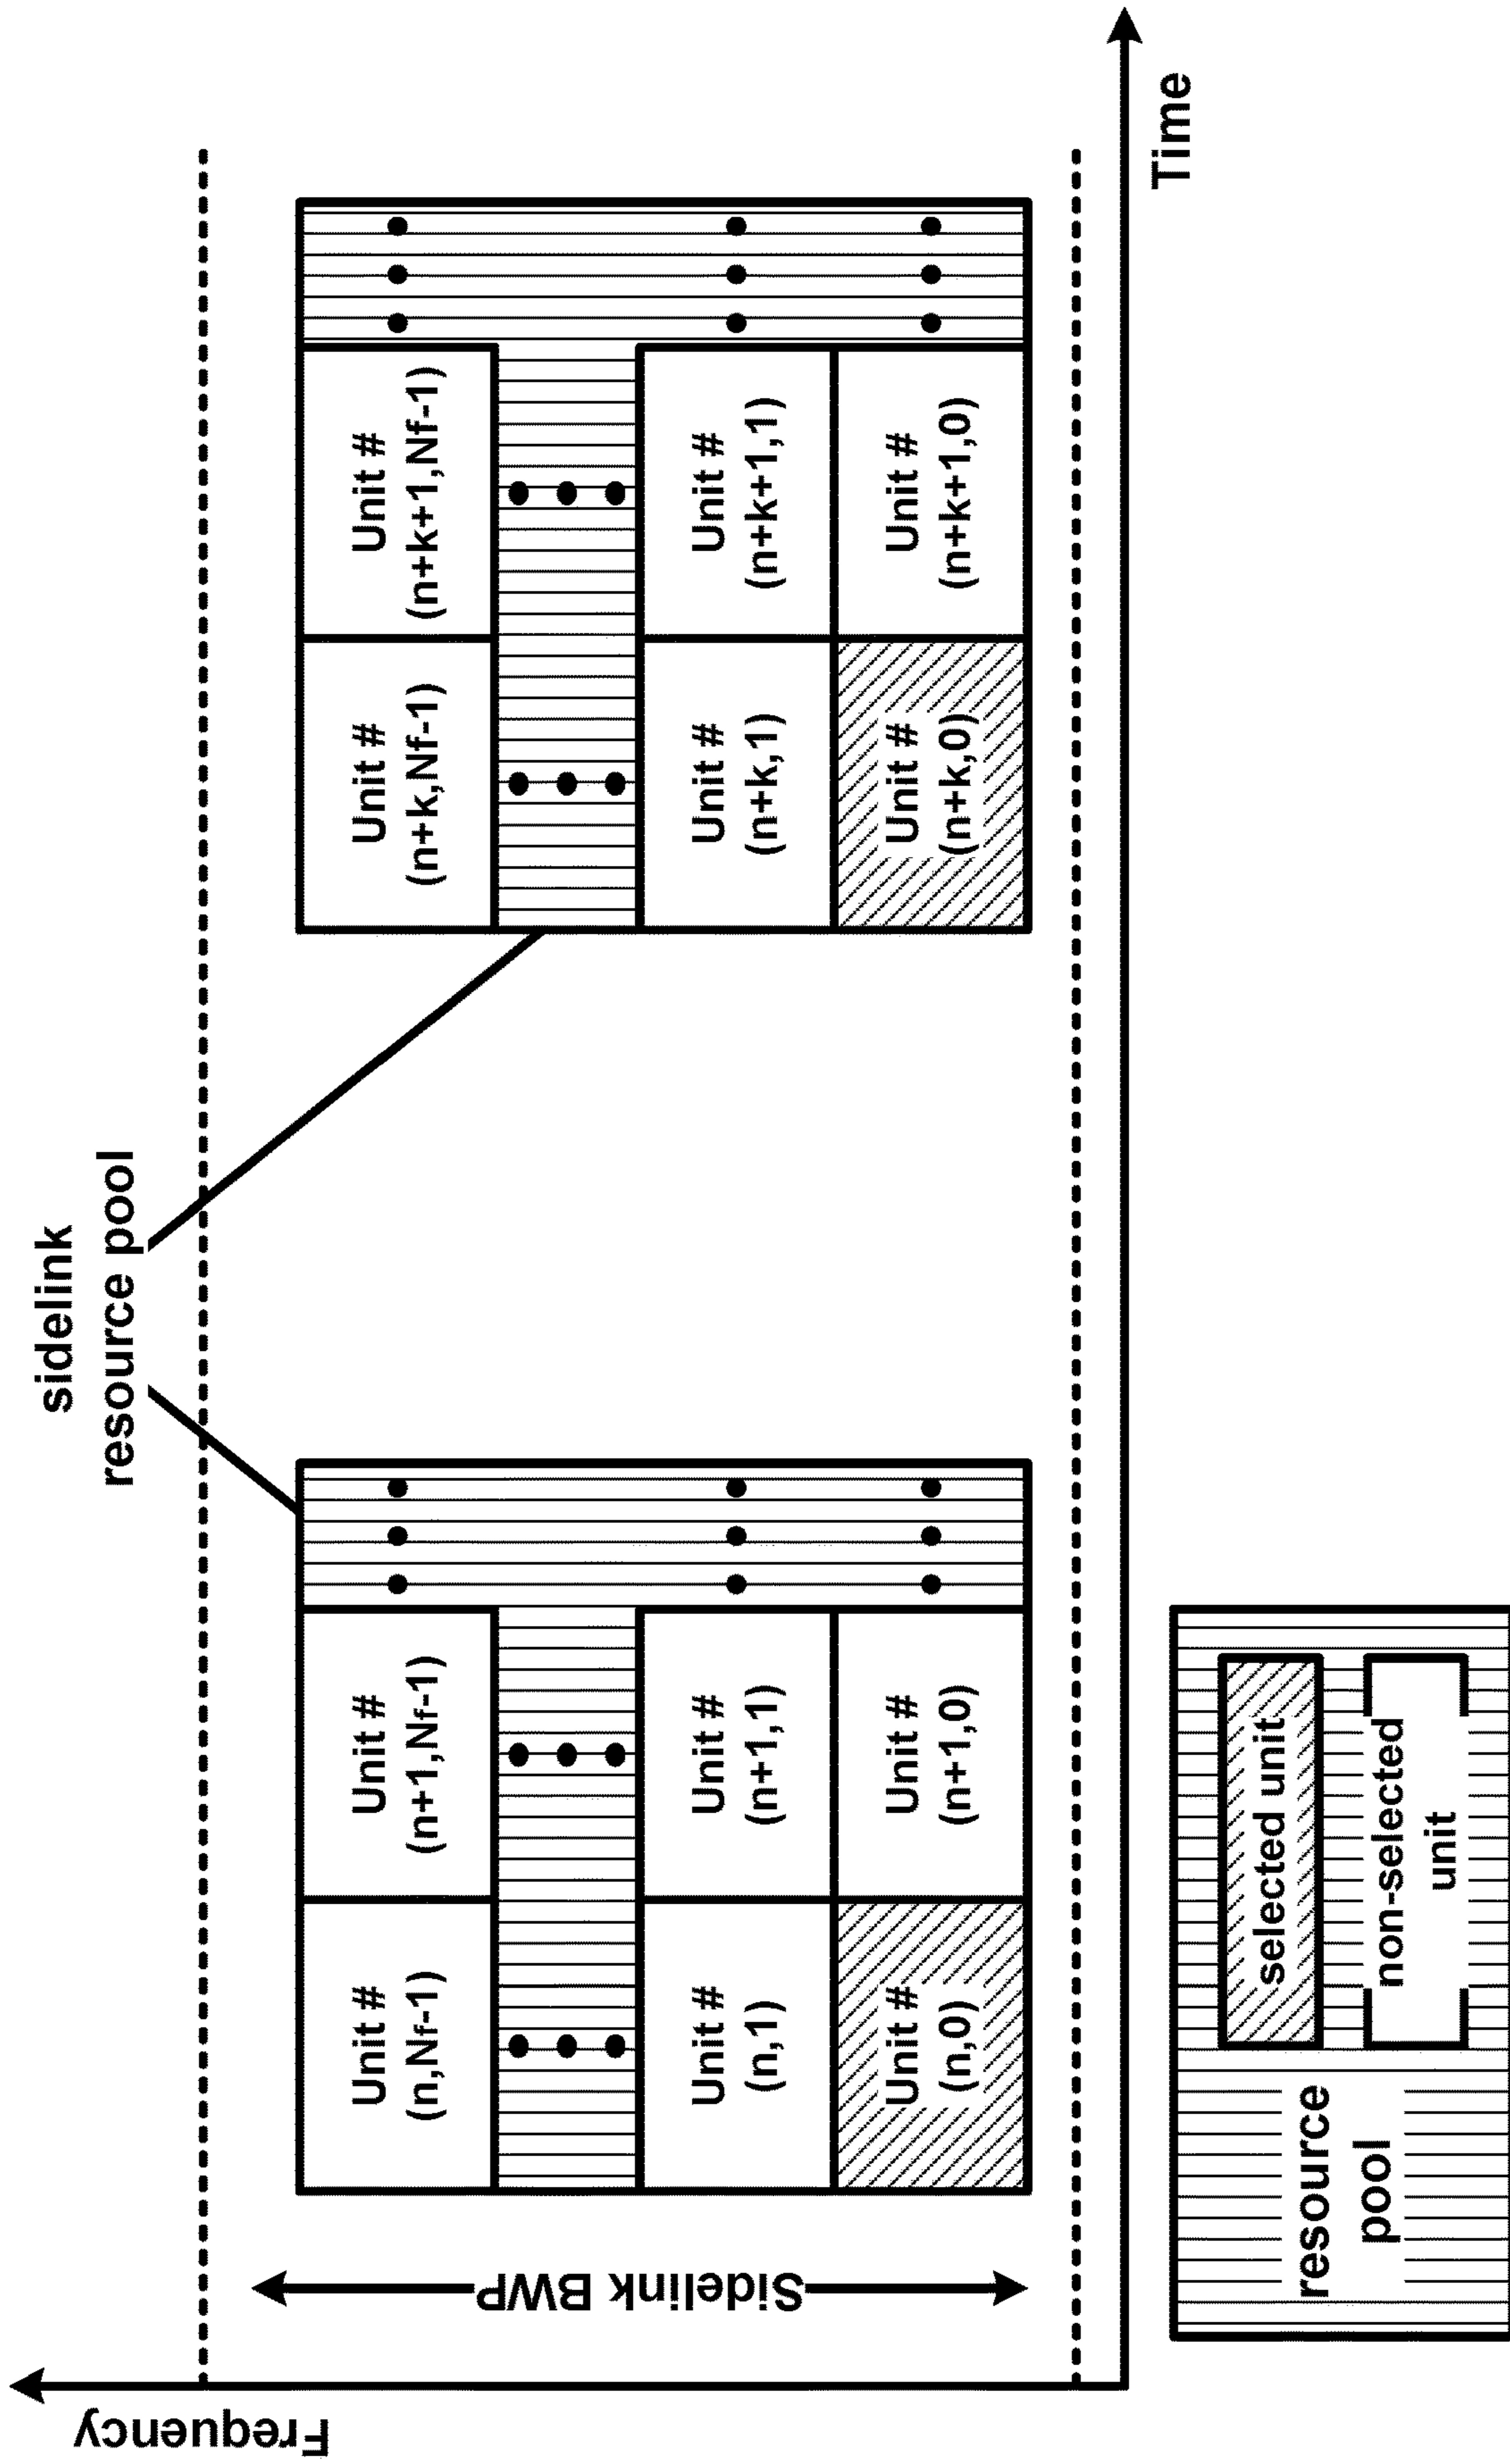 sidelink
resource pool
Frequency
Sidelink BWP
Unit #
(n,Nf-1)
Unit #
(n+1,Nf-1)
Unit #
(n+k,Nf-1)
Unit #
(n+k+1,Nf-1)
Unit #
(n,1)
Unit #
(n+1,1)
Unit #
(n+k,1)
Unit #
(n+k+1,1)
Unit #
(n,0)
Unit #
(n+1,0)
Unit #
(n+k,0)
Unit #
(n+k+1,0)
Time
resource
pool
selected unit
non-selected
unit